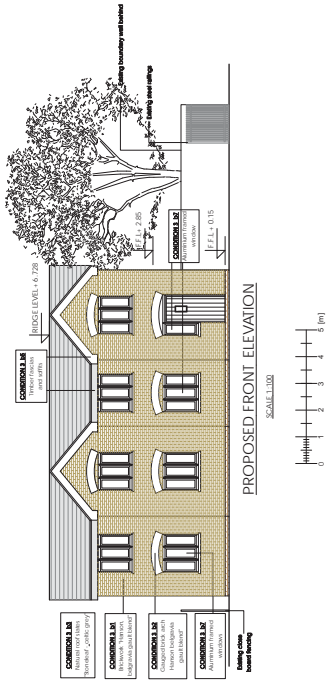 CONDITION 3 b3
Natural roof slates
celtic grey"
CONDITION 3 b1
Brickwork "Hanson
belgravia gault blend"
CONDITION 3 b2
Gauged brick arch
Hanson belgravia
gault blend"
CONDITION 3 b7
Aluminium framed
windows
Existing close
board fencing
CONDITION 3 b6
Timber fascias
and soffits
RIDGE LEVEL + 6.728
F.F.L + 2.85
CONDITION 3 b7
Aluminium framed
window
F.F.L + 0.15
Existing boundary wall behind
Existing steel railings
PROPOSED FRONT ELEVATION
SCALE 1:100
0 1 2 3 4 5 [m]